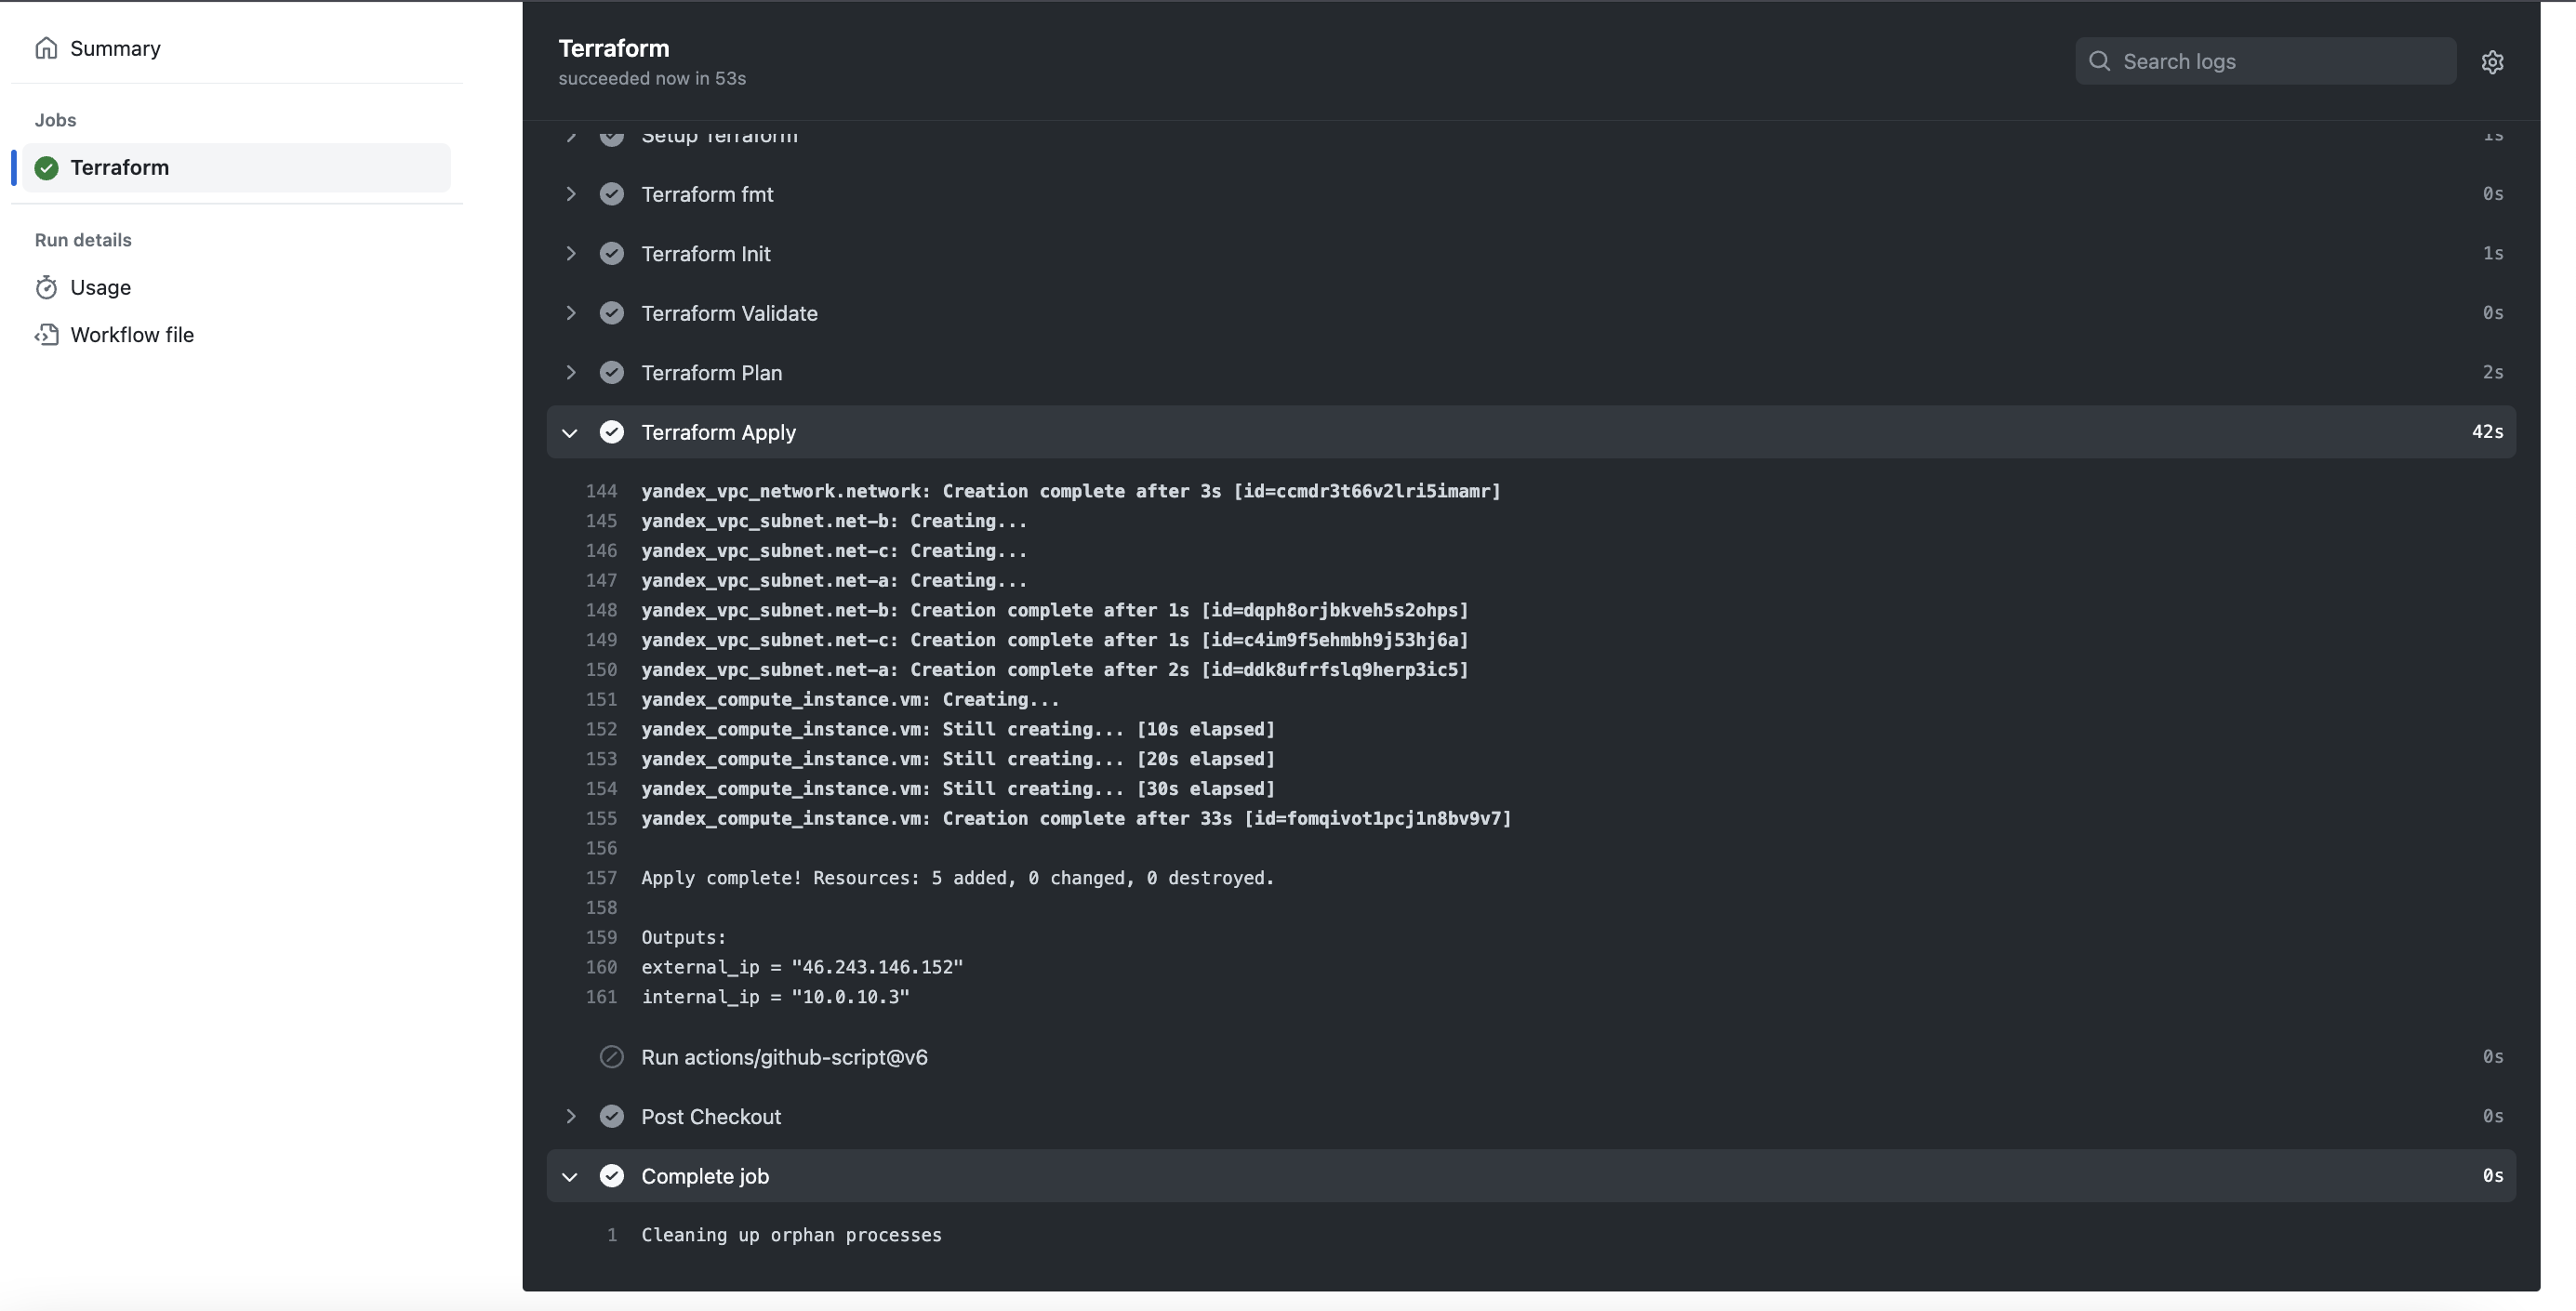 Summary
Jobs
Terraform
Run details
Usage
Workflow file
Terraform
succeeded now in 53s
Search logs
Setup Terraform 1s
Terraform fmt 0s
Terraform Init 1s
Terraform Validate 0s
Terraform Plan 2s
Terraform Apply 42s
144 yandex_vpc_network.network: Creation complete after 3s [id=ccmdr3t66v2lri5imamr]
145 yandex_vpc_subnet.net-b: Creating...
146 yandex_vpc_subnet.net-c: Creating...
147 yandex_vpc_subnet.net-a: Creating...
148 yandex_vpc_subnet.net-b: Creation complete after 1s [id=dqph8orjbkveh5s2ohps]
149 yandex_vpc_subnet.net-c: Creation complete after 1s [id=c4im9f5ehmbh9j53hj6a]
150 yandex_vpc_subnet.net-a: Creation complete after 2s [id=ddk8ufrfslq9herp3ic5]
151 yandex_compute_instance.vm: Creating...
152 yandex_compute_instance.vm: Still creating... [10s elapsed]
153 yandex_compute_instance.vm: Still creating... [20s elapsed]
154 yandex_compute_instance.vm: Still creating... [30s elapsed]
155 yandex_compute_instance.vm: Creation complete after 33s [id=fomqivot1pcj1n8bv9v7]
156
157 Apply complete! Resources: 5 added, 0 changed, 0 destroyed.
158
159 Outputs:
160 external_ip = "46.243.146.152"
161 internal_ip = "10.0.10.3"
Run actions/github-script@v6 0s
Post Checkout 0s
Complete job 0s
1 Cleaning up orphan processes